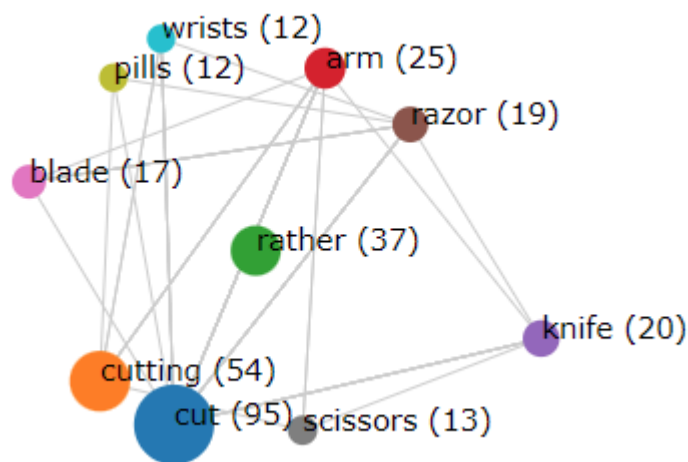 wrists (12)
arm (25)
pills (12)
razor (19)
blade (17)
rather (37)
knife (20)
cutting (54)
cut (95)
scissors (13)